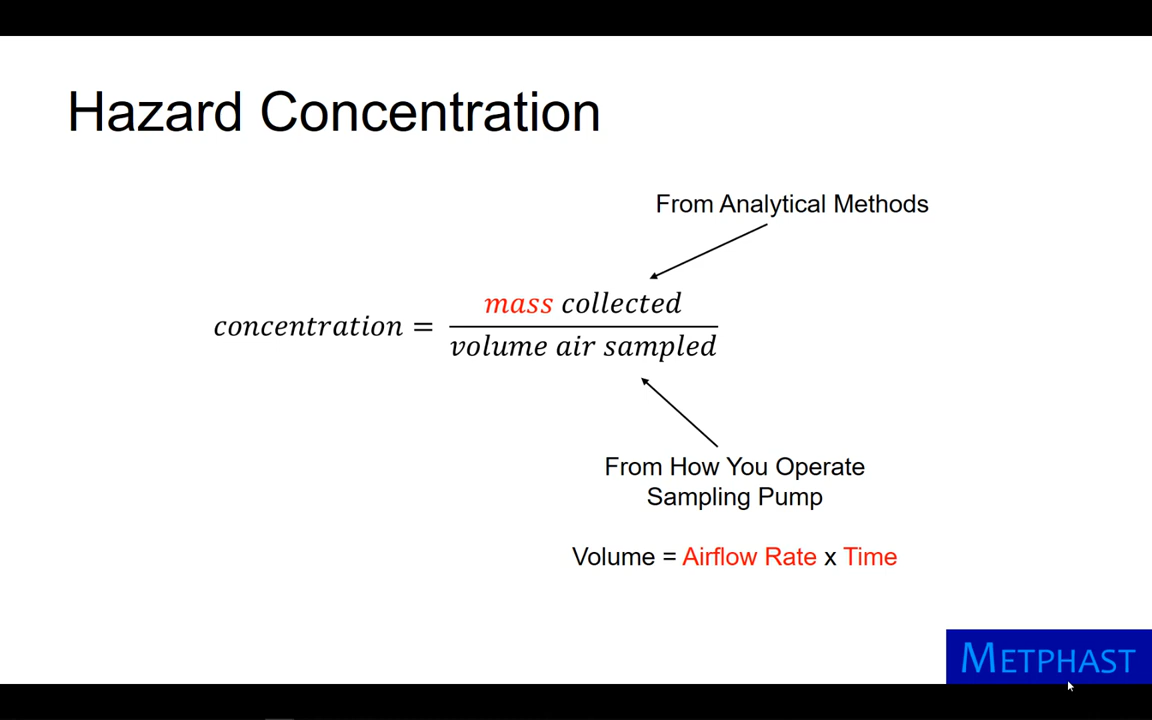 Hazard Concentration
From Analytical Methods
concentration = mass collected
volume air sampled
From How You Operate
Sampling Pump
Volume = Airflow Rate x Time
METPHAST